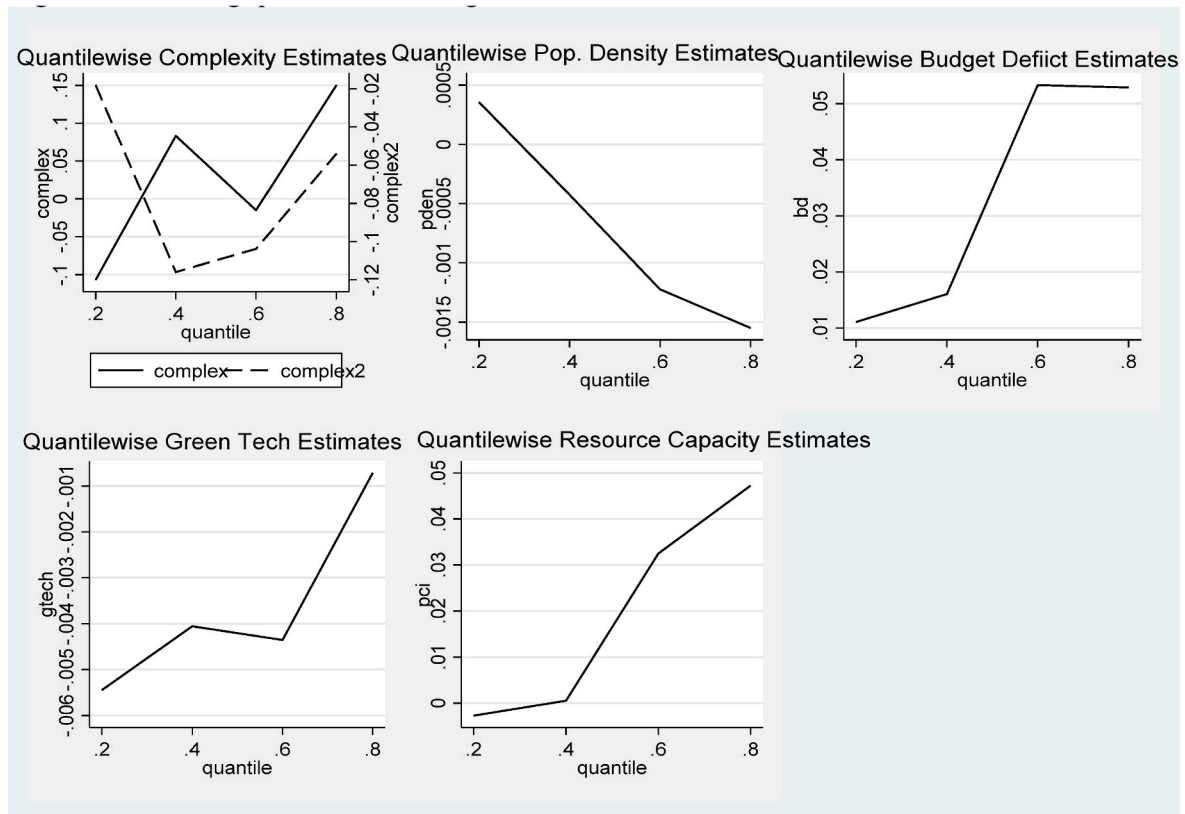 Quantilewise Complexity Estimates
.15
.1
.05
0
-.05
-.1
complex
-.02
-.04
-.06
-.08
-.1
-.12
complex2
.2 .4 .6 .8
quantile
complex complex2
Quantilewise Pop. Density Estimates
.0005
0
-.0005
-.001
-.0015
pden
.2 .4 .6 .8
quantile
Quantilewise Budget Defiict Estimates
.05
.04
.03
.02
.01
bd
.2 .4 .6 .8
quantile
Quantilewise Green Tech Estimates
-.001
-.002
-.003
-.004
-.005
-.006
gtech
.2 .4 .6 .8
quantile
Quantilewise Resource Capacity Estimates
.05
.04
.03
.02
.01
0
pci
.2 .4 .6 .8
quantile